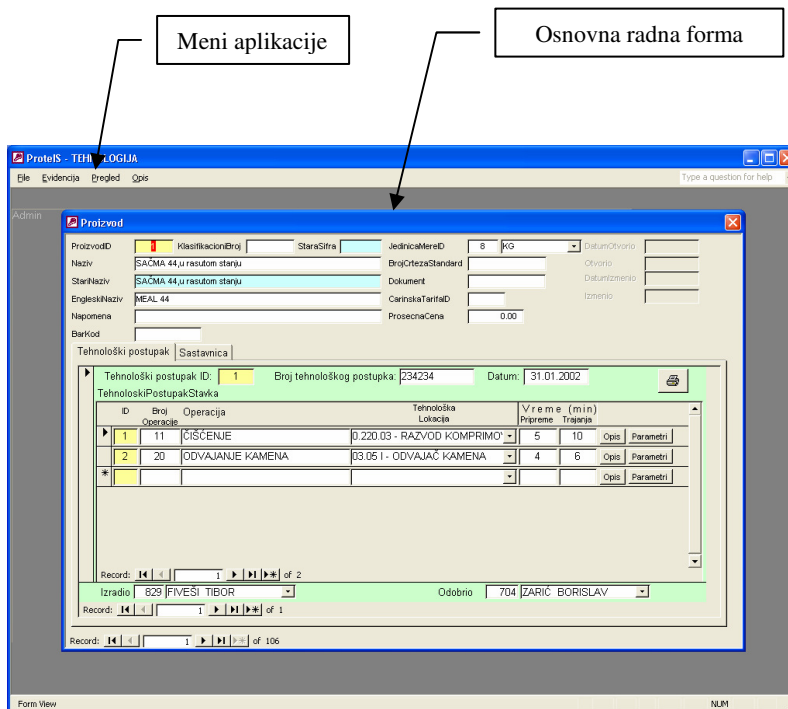 Meni aplikacije
Osnovna radna forma
ProteIS - TEHNOLOGIJA
File Evidencija Pregled Opis Type a question for help
Admin
Proizvod
ProizvodID 1 KlasifikacioniBroj StaraSifra JedinicaMereID 8 KG DatumOtvorio
Naziv SAČMA 44,u rasutom stanju BrojCrtezaStandard Otvorio
StariNaziv SAČMA 44,u rasutom stanju Dokument DatumIzmenio
EngleskiNaziv MEAL 44 CarinskaTarifaID Izmenio
Napomena ProsecnaCena 0.00
BarKod
Tehnološki postupak Sastavnica
Tehnološki postupak ID: 1 Broj tehnološkog postupka: 234234 Datum: 31.01.2002
TehnoloskiPostupakStavka
ID Broj Operacije Operacija Tehnološka Lokacija Vreme (min) Pripreme Trajanja
1 11 ČIŠĆENJE 0.220.03 - RAZVOD KOMPRIMO 5 10 Opis Parametri
2 20 ODVAJANJE KAMENA 03.05 I - ODVAJAČ KAMENA 4 6 Opis Parametri
* Opis Parametri
Record: 1 of 2
Izradio 829 FIVEŠI TIBOR Odobrio 704 ZARIĆ BORISLAV
Record: 1 of 1
Record: 1 of 106
Form View NUM